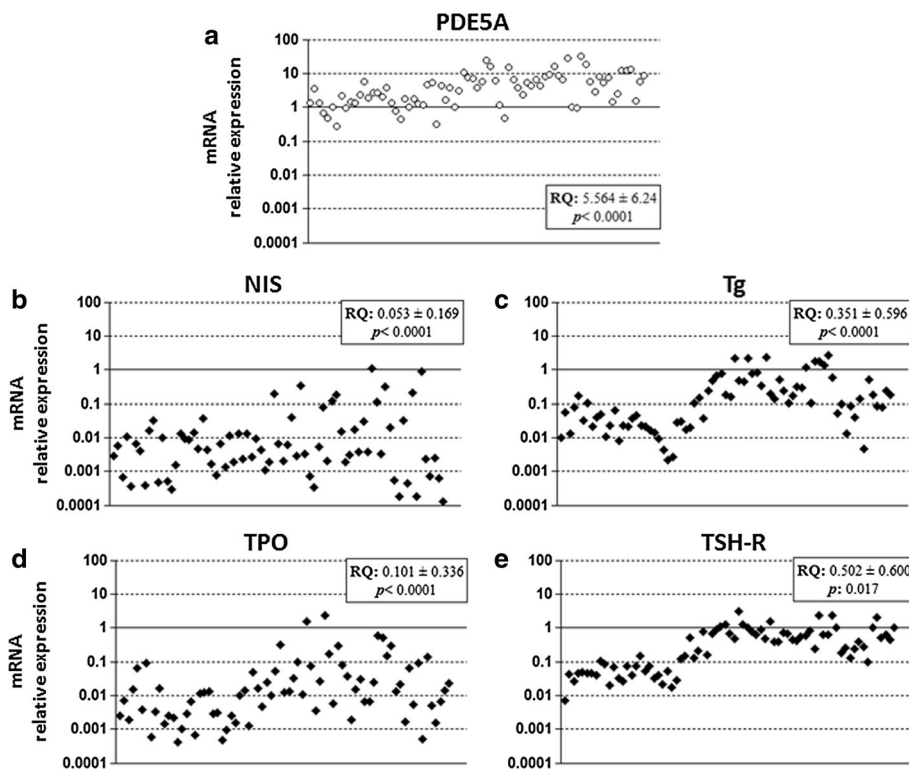 PDE5A
a
mRNA
relative expression
100
10
1
0.1
0.01
0.001
0.0001
RQ: 5.564 ± 6.24
p< 0.0001
b
NIS
mRNA
relative expression
100
10
1
0.1
0.01
0.001
0.0001
RQ: 0.053 ± 0.169
p< 0.0001
c
Tg
100
10
1
0.1
0.01
0.001
0.0001
RQ: 0.351 ± 0.596
p< 0.0001
d
TPO
mRNA
relative expression
100
10
1
0.1
0.01
0.001
0.0001
RQ: 0.101 ± 0.336
p< 0.0001
e
TSH-R
100
10
1
0.1
0.01
0.001
0.0001
RQ: 0.502 ± 0.600
p: 0.017